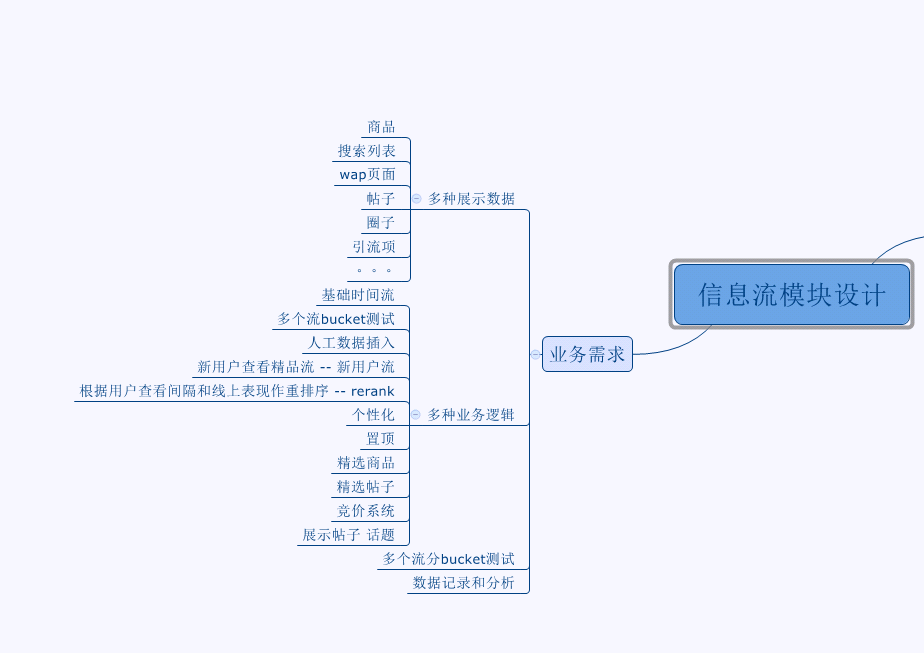 商品
搜索列表
wap页面
帖子
多种展示数据
圈子
引流项
。。。
信息流模块设计
基础时间流
多个流bucket测试
人工数据插入
业务需求
新用户查看精品流 -- 新用户流
根据用户查看间隔和线上表现作重排序 -- rerank
个性化
多种业务逻辑
置顶
精选商品
精选帖子
竞价系统
展示帖子 话题
多个流分bucket测试
数据记录和分析